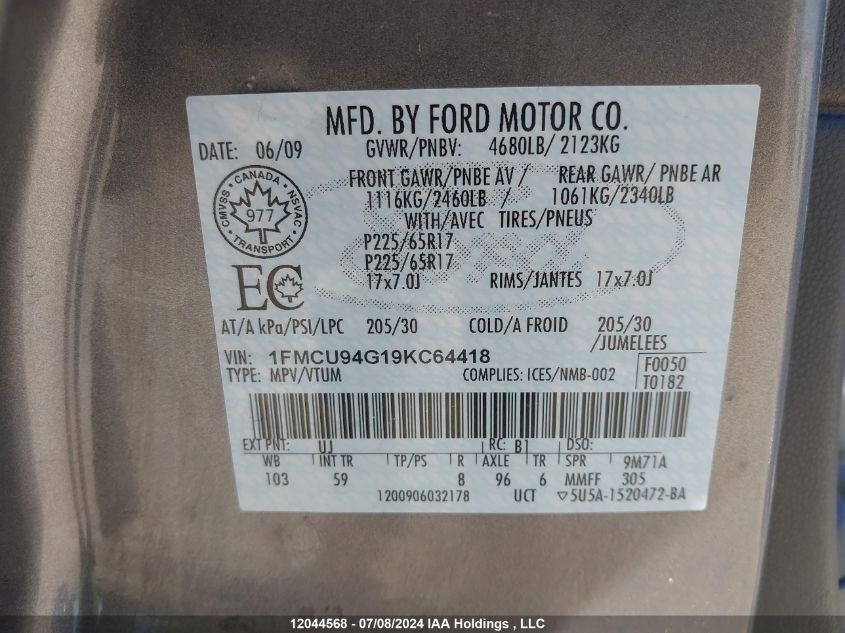 MFD. BY FORD MOTOR CO.
DATE: 06/09 GVWR/PNBV: 4680LB/ 2123KG
FRONT GAWR/PNBE AV / REAR GAWR/ PNBE AR
1116KG/2460LB / 1061KG/2340LB
WITH/AVEC TIRES/PNEUS
P225/65R17
P225/65R17
17x7.0J RIMS/JANTES 17x7.0J
CANADA
CMVSS 977 NSVAC
TRANSPORT
EC
AT/A kPa/PSI/LPC 205/30 COLD/A FROID 205/30
/JUMELEES
VIN: 1FMCU94G19KC64418
TYPE: MPV/VTUM COMPLIES: ICES/NMB-002
F0050
T0182
EXT PNT: UJ RC: B1 DSO:
WB INT TR TP/PS R AXLE TR SPR 9M71A
103 59 8 96 6 MMFF 305
1200906032178 UCT ▽5U5A-1520472-BA
12044568 - 07/08/2024 IAA Holdings , LLC